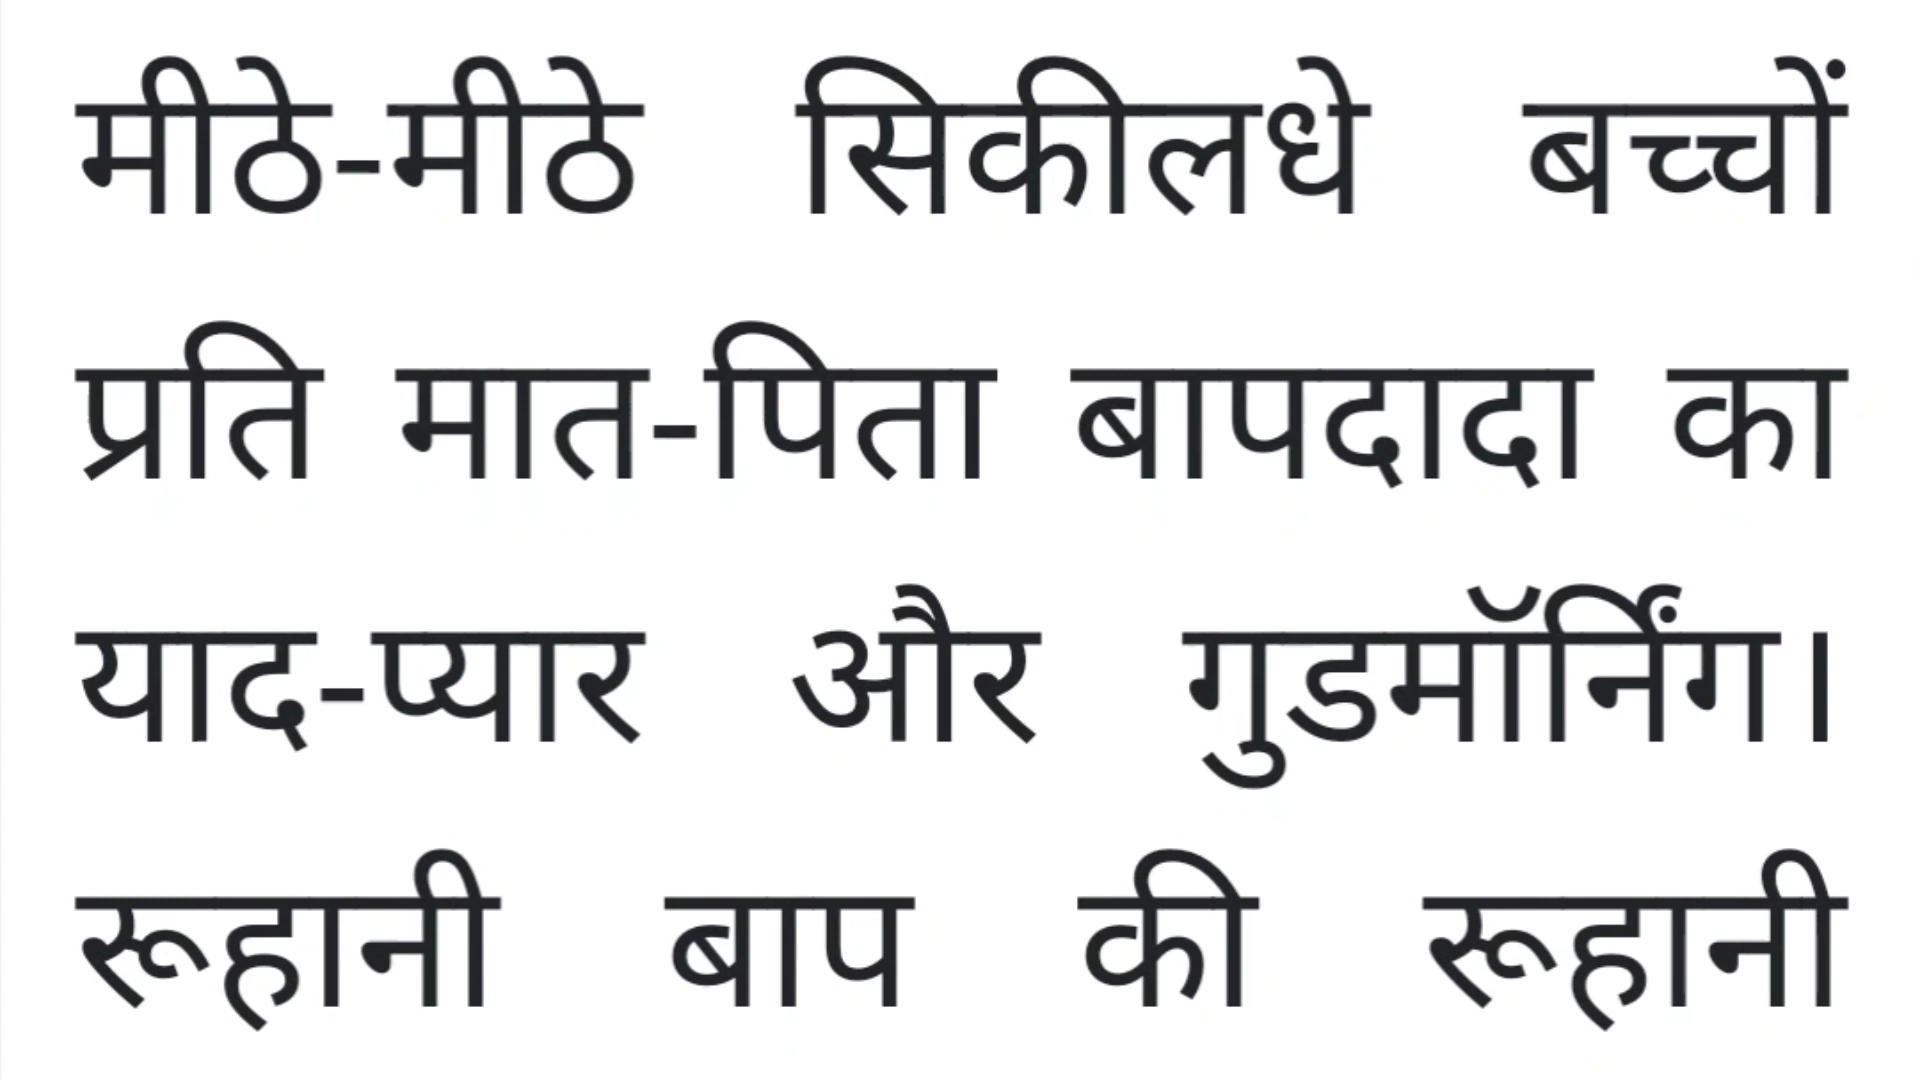 मीठे-मीठे सिकीलधे बच्चों
प्रति मात-पिता बापदादा का
याद-प्यार और गुडमॉर्निंग।
रूहानी बाप की रूहानी